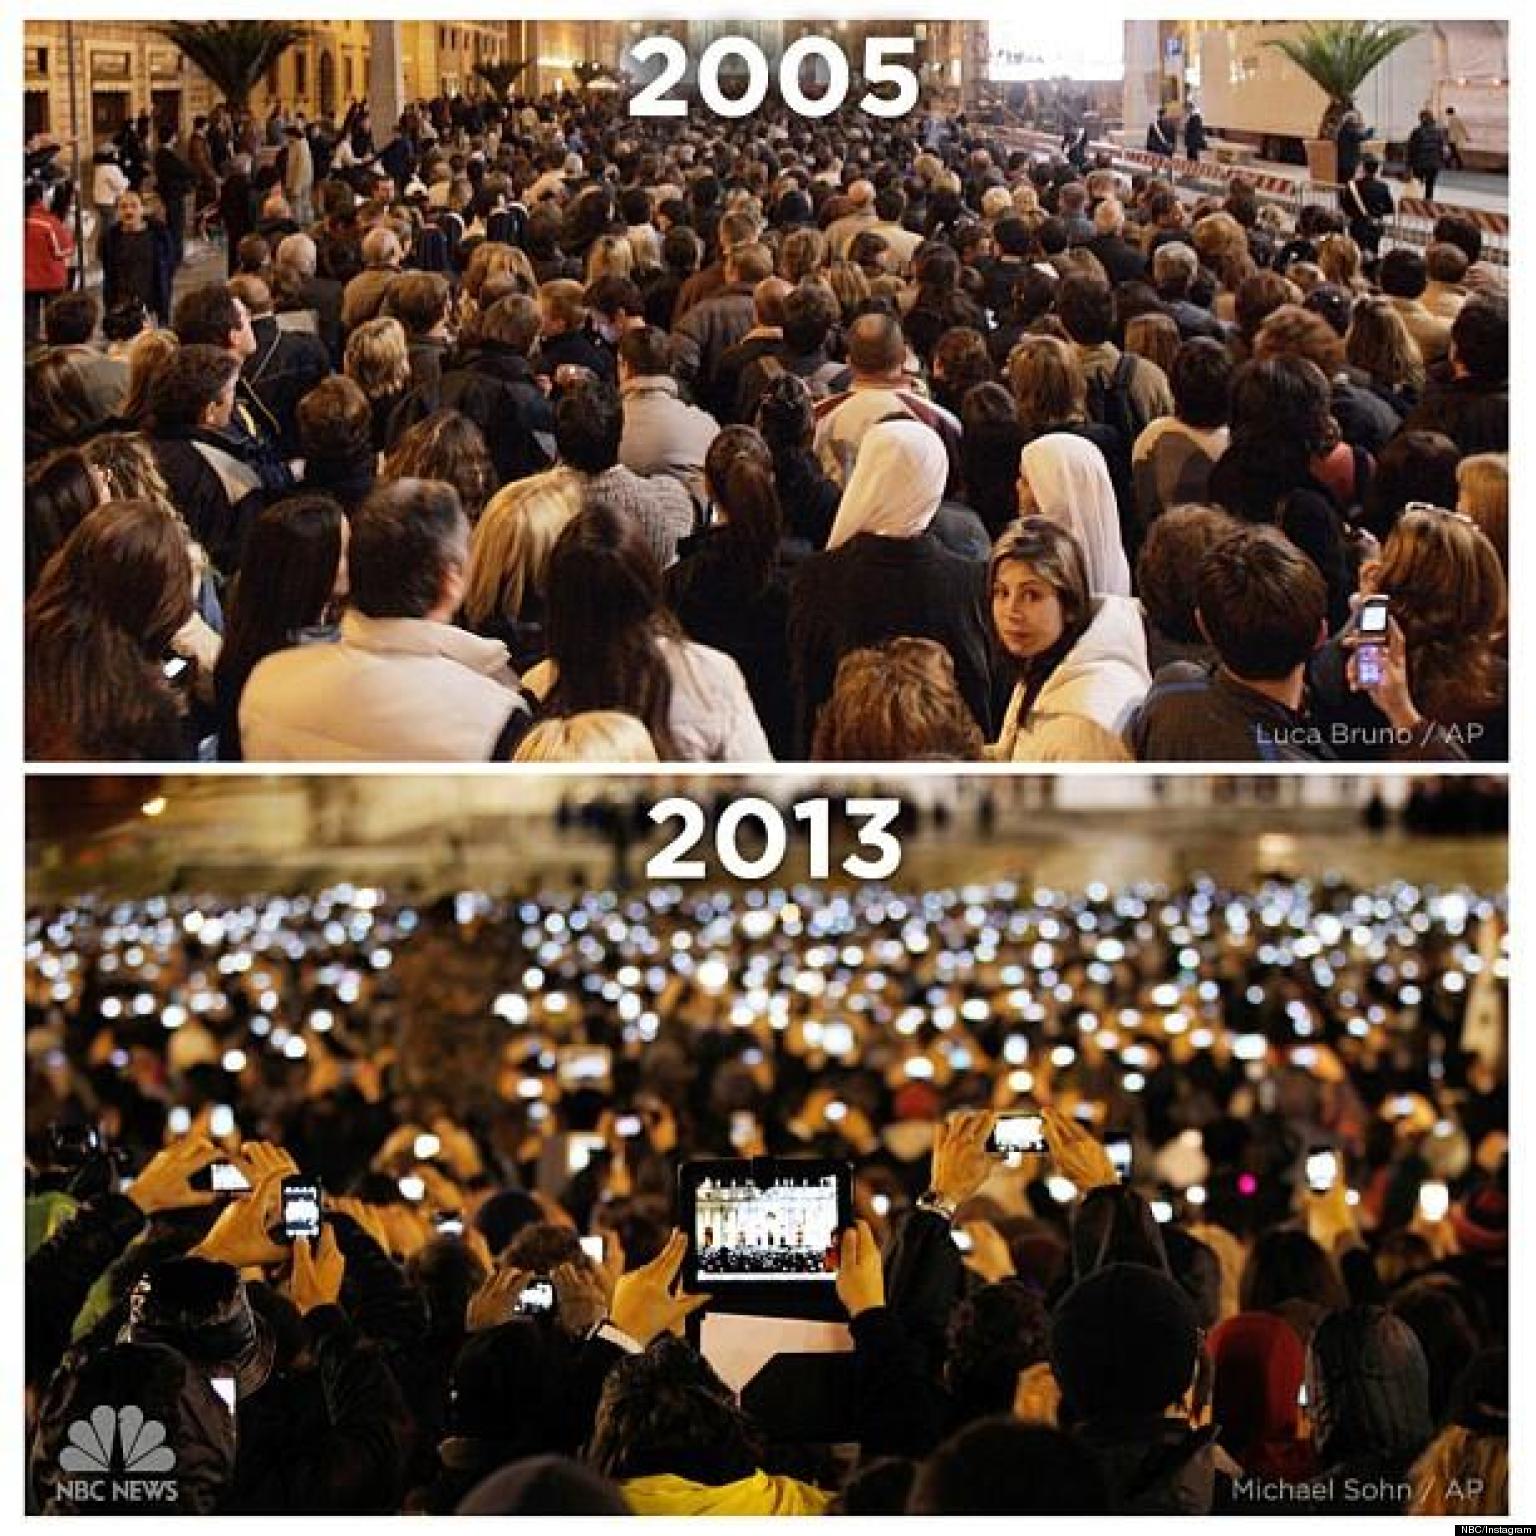 2005
Luca Bruno / AP
2013
NBC NEWS
Michael Sohn / AP
NBC/Instagram